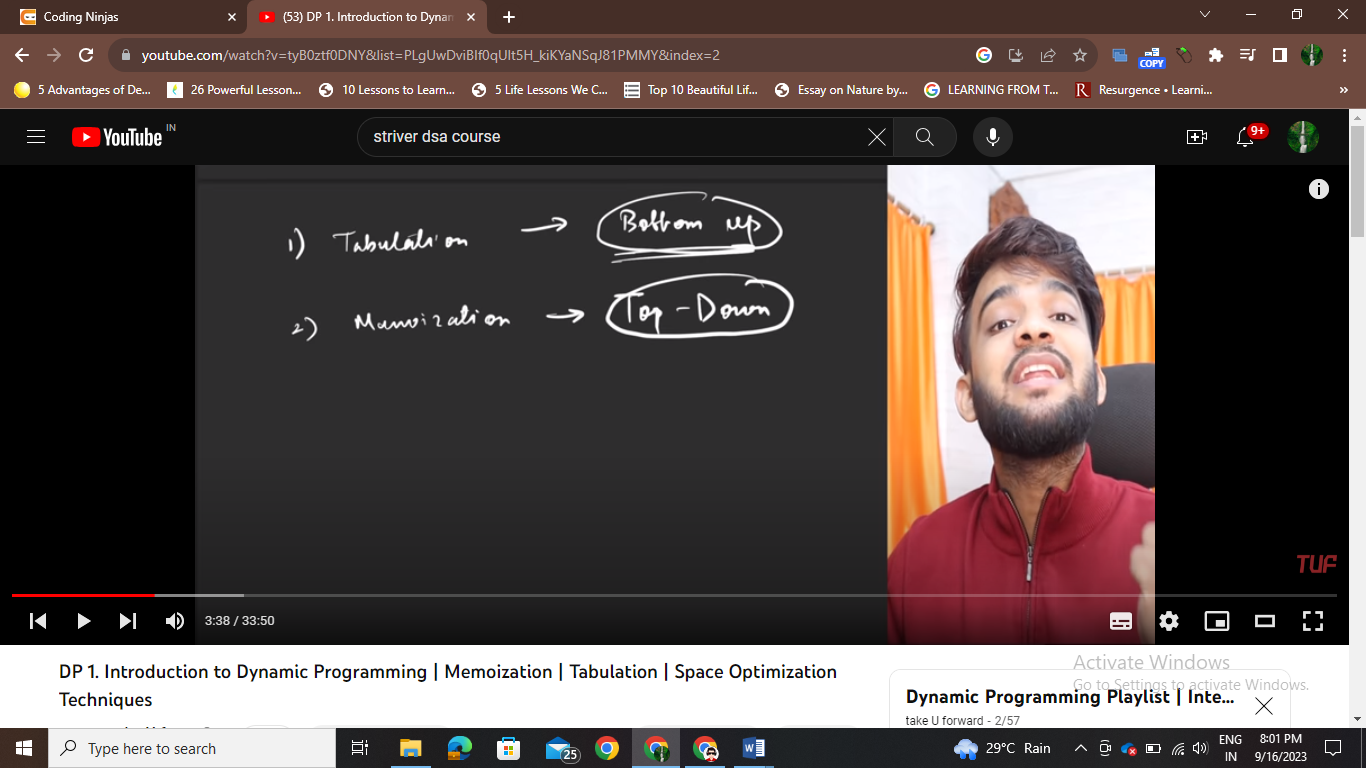 Coding Ninjas
(53) DP 1. Introduction to Dynan
youtube.com/watch?v=tyB0ztf0DNY&list=PLgUwDviBIf0qUlt5H_kiKYaNSqJ81PMMY&index=2
COPY
5 Advantages of De...
26 Powerful Lesson...
10 Lessons to Learn...
5 Life Lessons We C...
Top 10 Beautiful Lif...
Essay on Nature by...
LEARNING FROM T...
R Resurgence • Learni...
»
YouTube IN
striver dsa course
9+
1) Tabulation → Bottom up
2) Memoization → Top-Down
TUF
3:38 / 33:50
DP 1. Introduction to Dynamic Programming | Memoization | Tabulation | Space Optimization
Techniques
Activate Windows
Go to Settings to activate Windows.
Dynamic Programming Playlist | Inte...
take U forward - 2/57
Type here to search
25
29°C Rain
ENG
IN
8:01 PM
9/16/2023